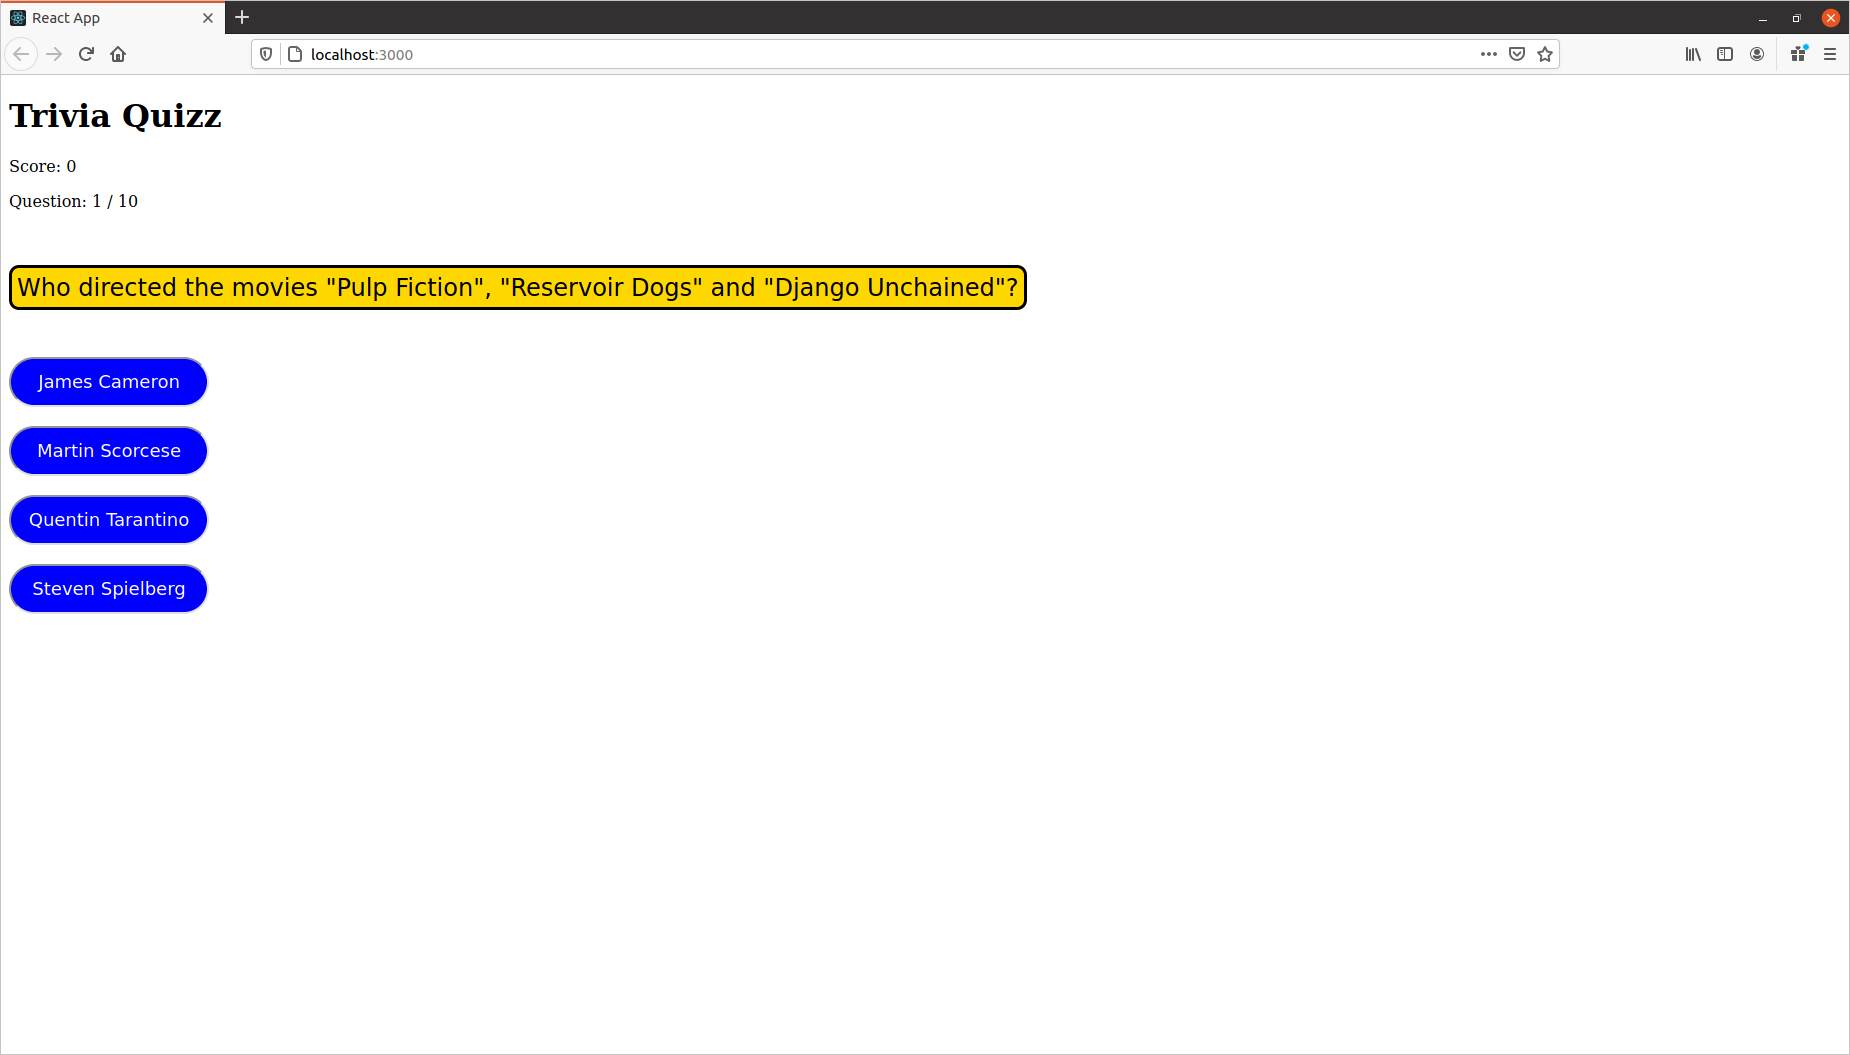 React App
localhost:3000
Trivia Quizz
Score: 0
Question: 1 / 10
Who directed the movies "Pulp Fiction", "Reservoir Dogs" and "Django Unchained"?
James Cameron
Martin Scorcese
Quentin Tarantino
Steven Spielberg